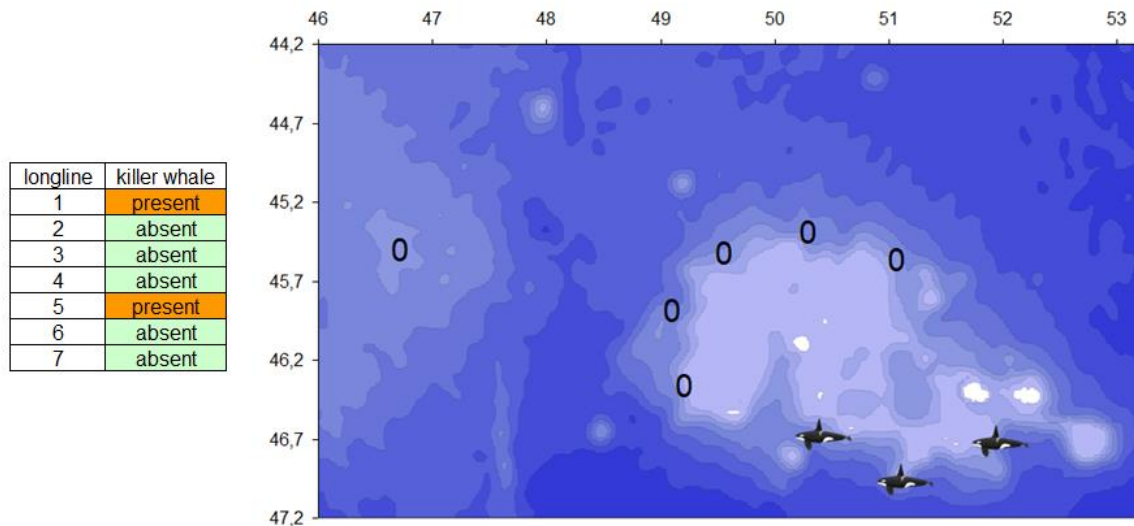 46 47 48 49 50 51 52 53
44,2
44,7
45,2
45,7
46,2
46,7
47,2
longline killer whale
1 present
2 absent
3 absent
4 absent
5 present
6 absent
7 absent
0
0
0
0
0
0